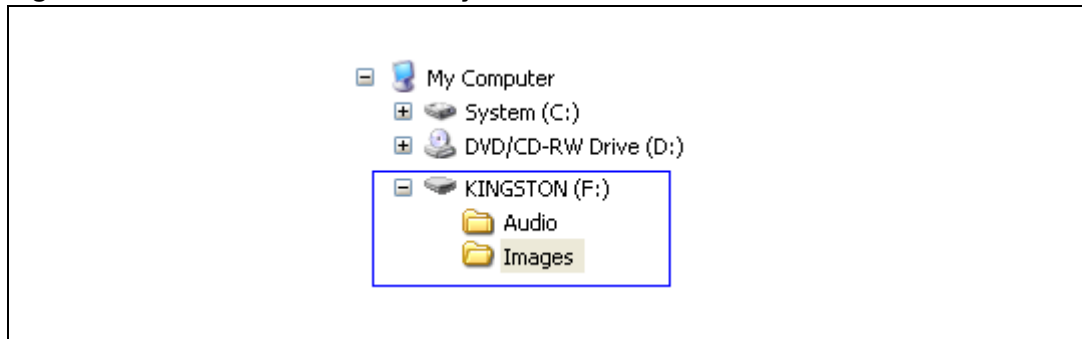 My Computer
System (C:)
DVD/CD-RW Drive (D:)
KINGSTON (F:)
Audio
Images